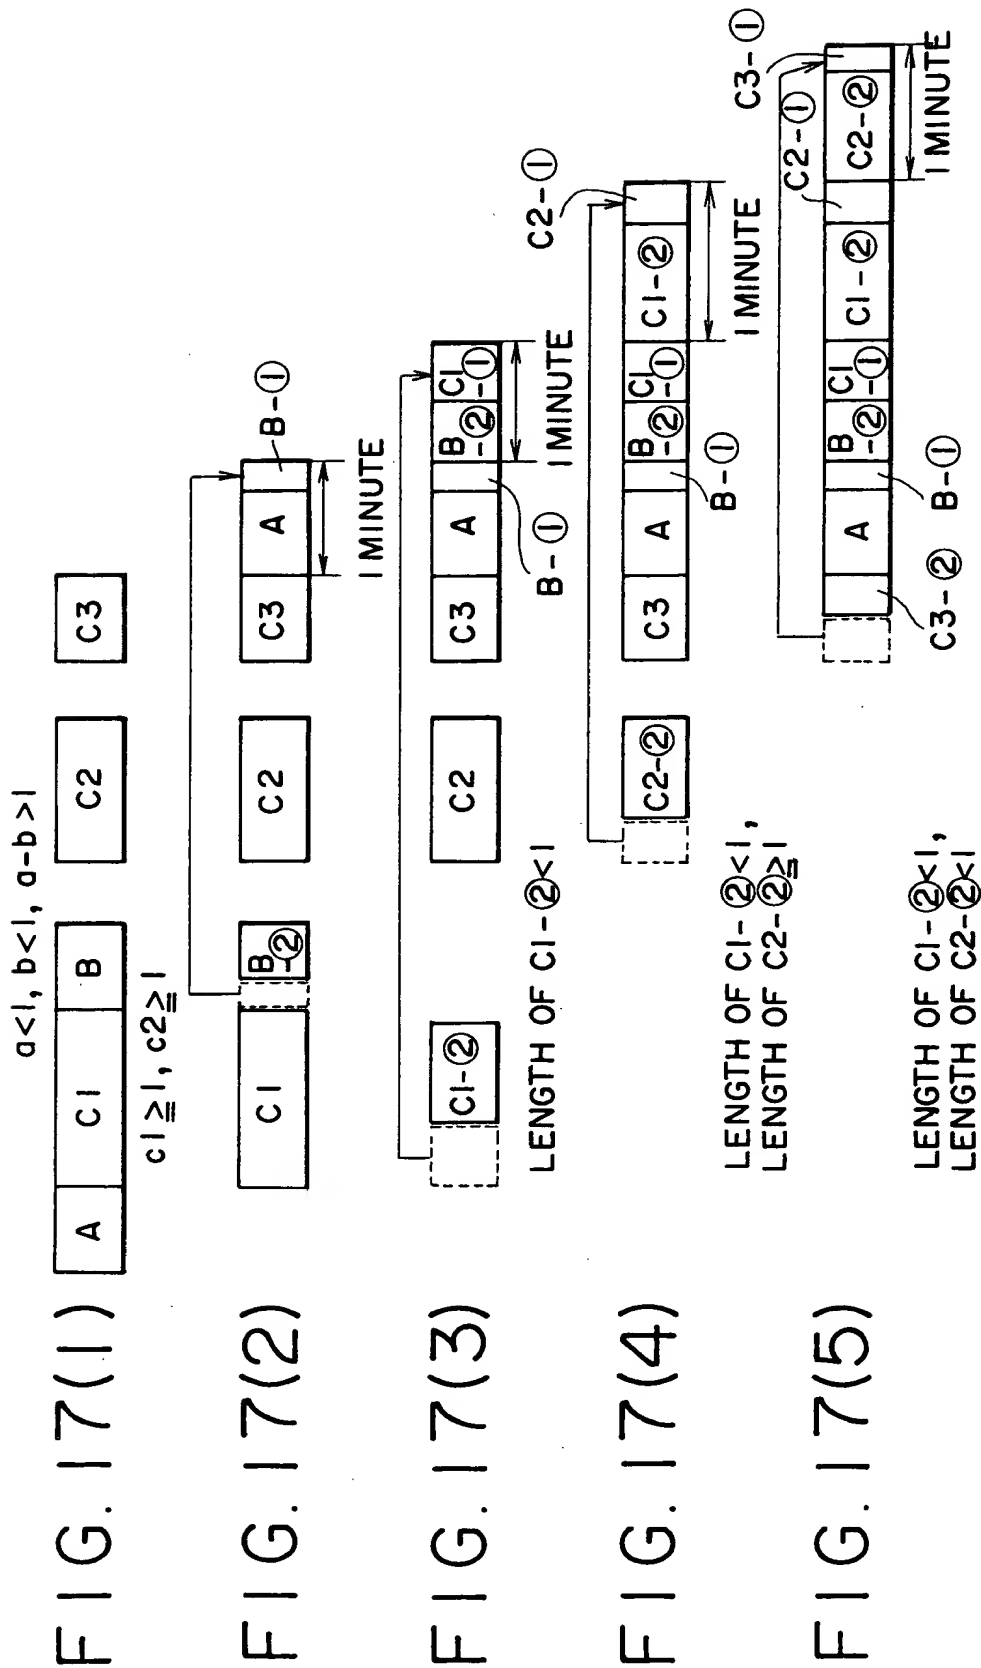 FIG. 17(1)
a<1, b<1, a-b>1
A
C1
B
C2
C3
c1≧1, c2≧1
FIG. 17(2)
C1
B
-②
C2
C3
A
B-①
1 MINUTE
FIG. 17(3)
C1-②
C2
C3
A
B
-②
C1
-①
B-①
1 MINUTE
LENGTH OF C1-②<1
FIG. 17(4)
C2-②
C3
A
B
-②
C1
-①
C1-②
C2-①
B-①
1 MINUTE
LENGTH OF C1-②<1,
LENGTH OF C2-②≧1,
FIG. 17(5)
C3-②
A
B-①
B
-②
C1
-①
C1-②
C2-①
C2-②
C3-①
1 MINUTE
LENGTH OF C1-②<1,
LENGTH OF C2-②<1